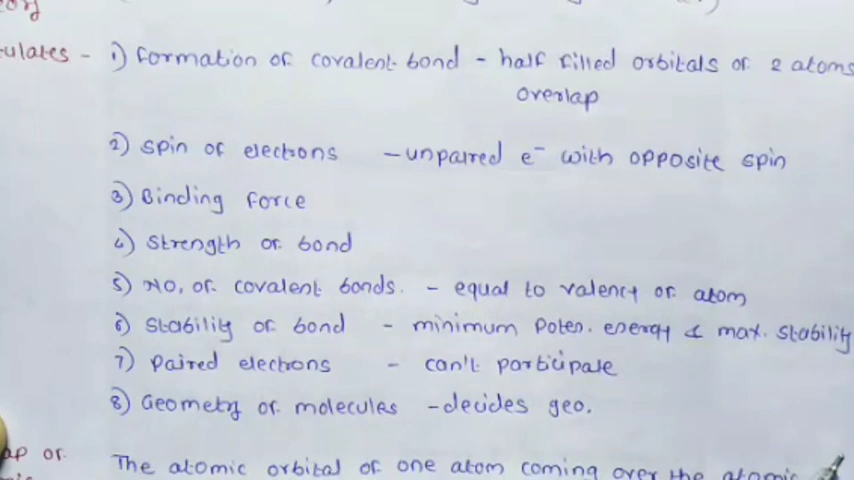 ulates - 1) Formation of covalent bond - half filled orbitals of 2 atoms
overlap
2) Spin of electrons - unpaired e⁻ with opposite spin
3) Binding force
4) Strength of bond
5) No. of covalent bonds. - equal to valency of atom
6) Stability of bond - minimum poten. energy & max. stability
7) Paired electrons - can't participate
8) Geometry of molecules - decides geo.
ap of
The atomic orbital of one atom coming over the atomic